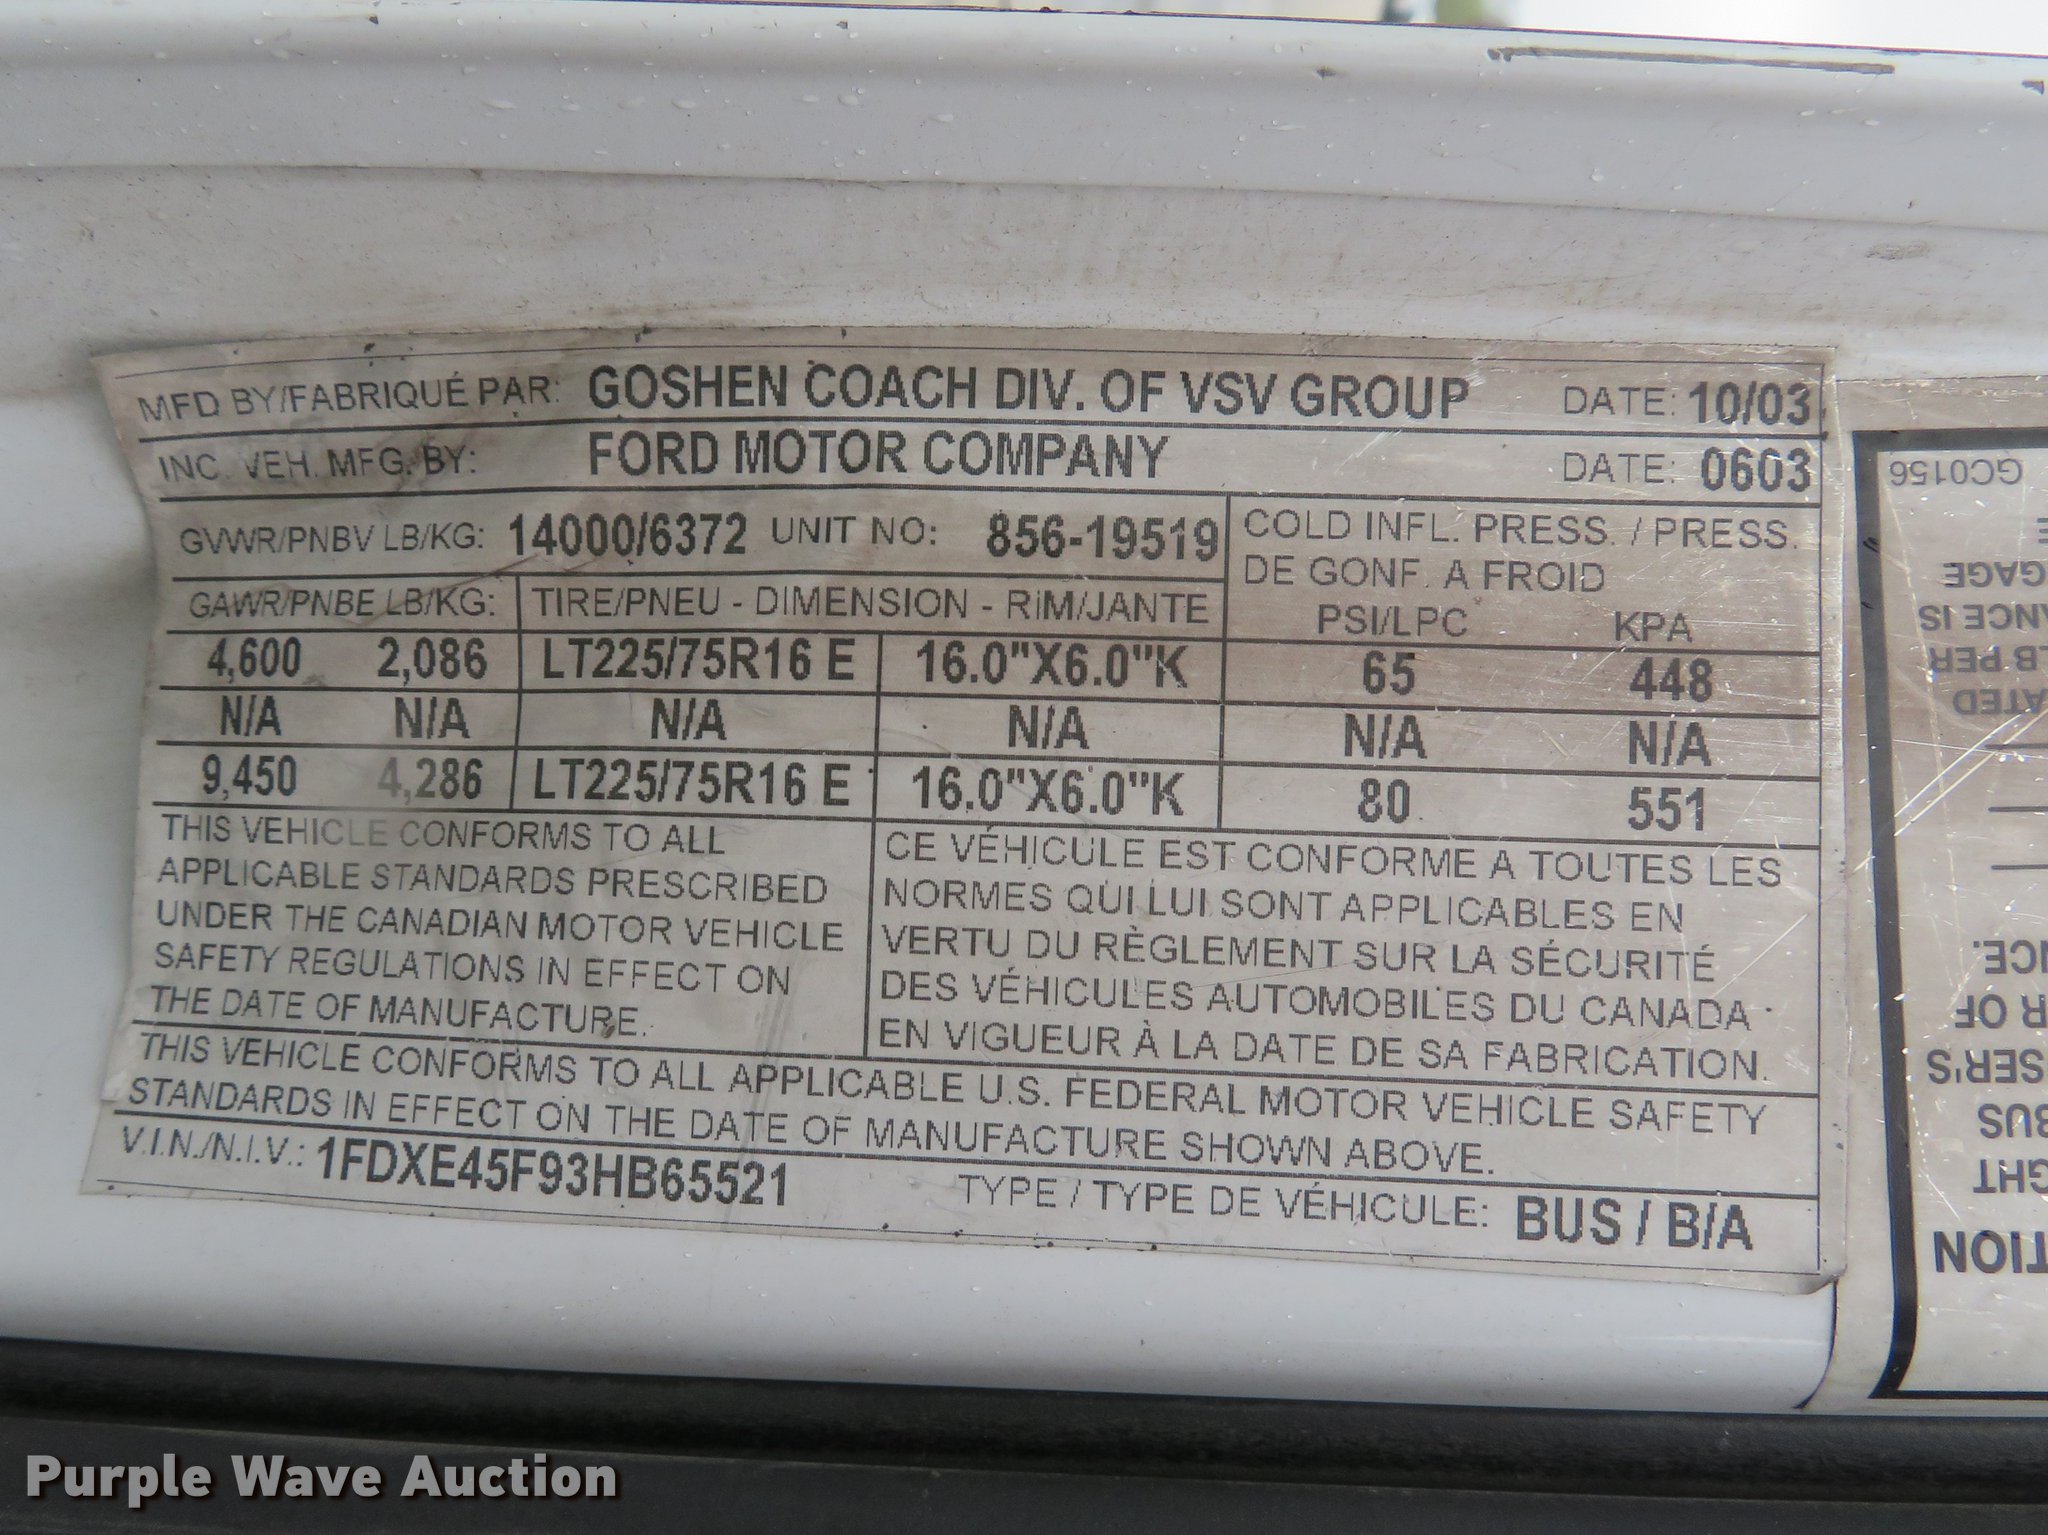 MFD BY/FABRIQUÉ PAR: GOSHEN COACH DIV. OF VSV GROUP DATE: 10/03
INC. VEH. MFG. BY: FORD MOTOR COMPANY DATE: 0603
GVWR/PNBV LB/KG: 14000/6372 UNIT NO: 856-19519
COLD INFL. PRESS. / PRESS.
DE GONF. A FROID
PSI/LPC KPA
GAWR/PNBE LB/KG: TIRE/PNEU - DIMENSION - RIM/JANTE
4,600 2,086 LT225/75R16 E 16.0"X6.0"K 65 448
N/A N/A N/A N/A N/A N/A
9,450 4,286 LT225/75R16 E 16.0"X6.0"K 80 551
THIS VEHICLE CONFORMS TO ALL
APPLICABLE STANDARDS PRESCRIBED
UNDER THE CANADIAN MOTOR VEHICLE
SAFETY REGULATIONS IN EFFECT ON
THE DATE OF MANUFACTURE.
CE VÉHICULE EST CONFORME A TOUTES LES
NORMES QUI LUI SONT APPLICABLES EN
VERTU DU RÈGLEMENT SUR LA SÉCURITÉ
DES VÉHICULES AUTOMOBILES DU CANADA
EN VIGUEUR À LA DATE DE SA FABRICATION.
THIS VEHICLE CONFORMS TO ALL APPLICABLE U.S. FEDERAL MOTOR VEHICLE SAFETY
STANDARDS IN EFFECT ON THE DATE OF MANUFACTURE SHOWN ABOVE.
V.I.N./N.I.V.: 1FDXE45F93HB65521 TYPE / TYPE DE VÉHICULE: BUS / B/A
BUS
R OF
LB PER
ANCE IS
GC0156
Purple Wave Auction